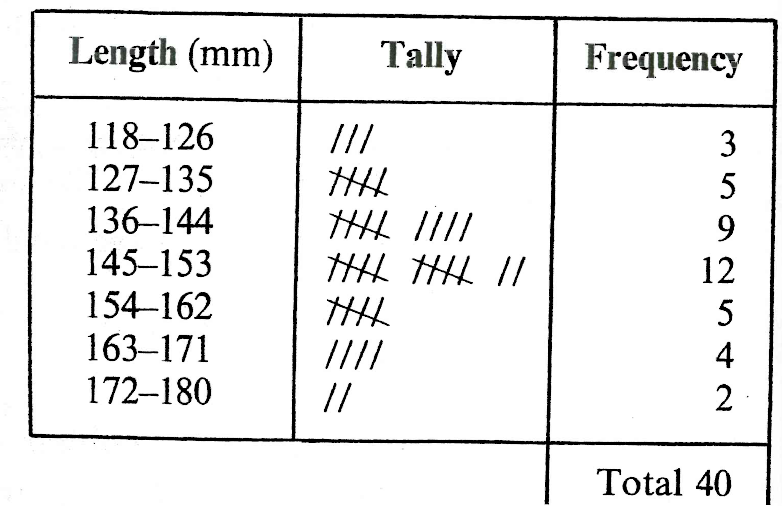 Length (mm) Tally Frequency
118–126 /// 3
127–135 //// 5
136–144 //// //// 9
145–153 //// //// // 12
154–162 //// 5
163–171 //// 4
172–180 // 2
Total 40